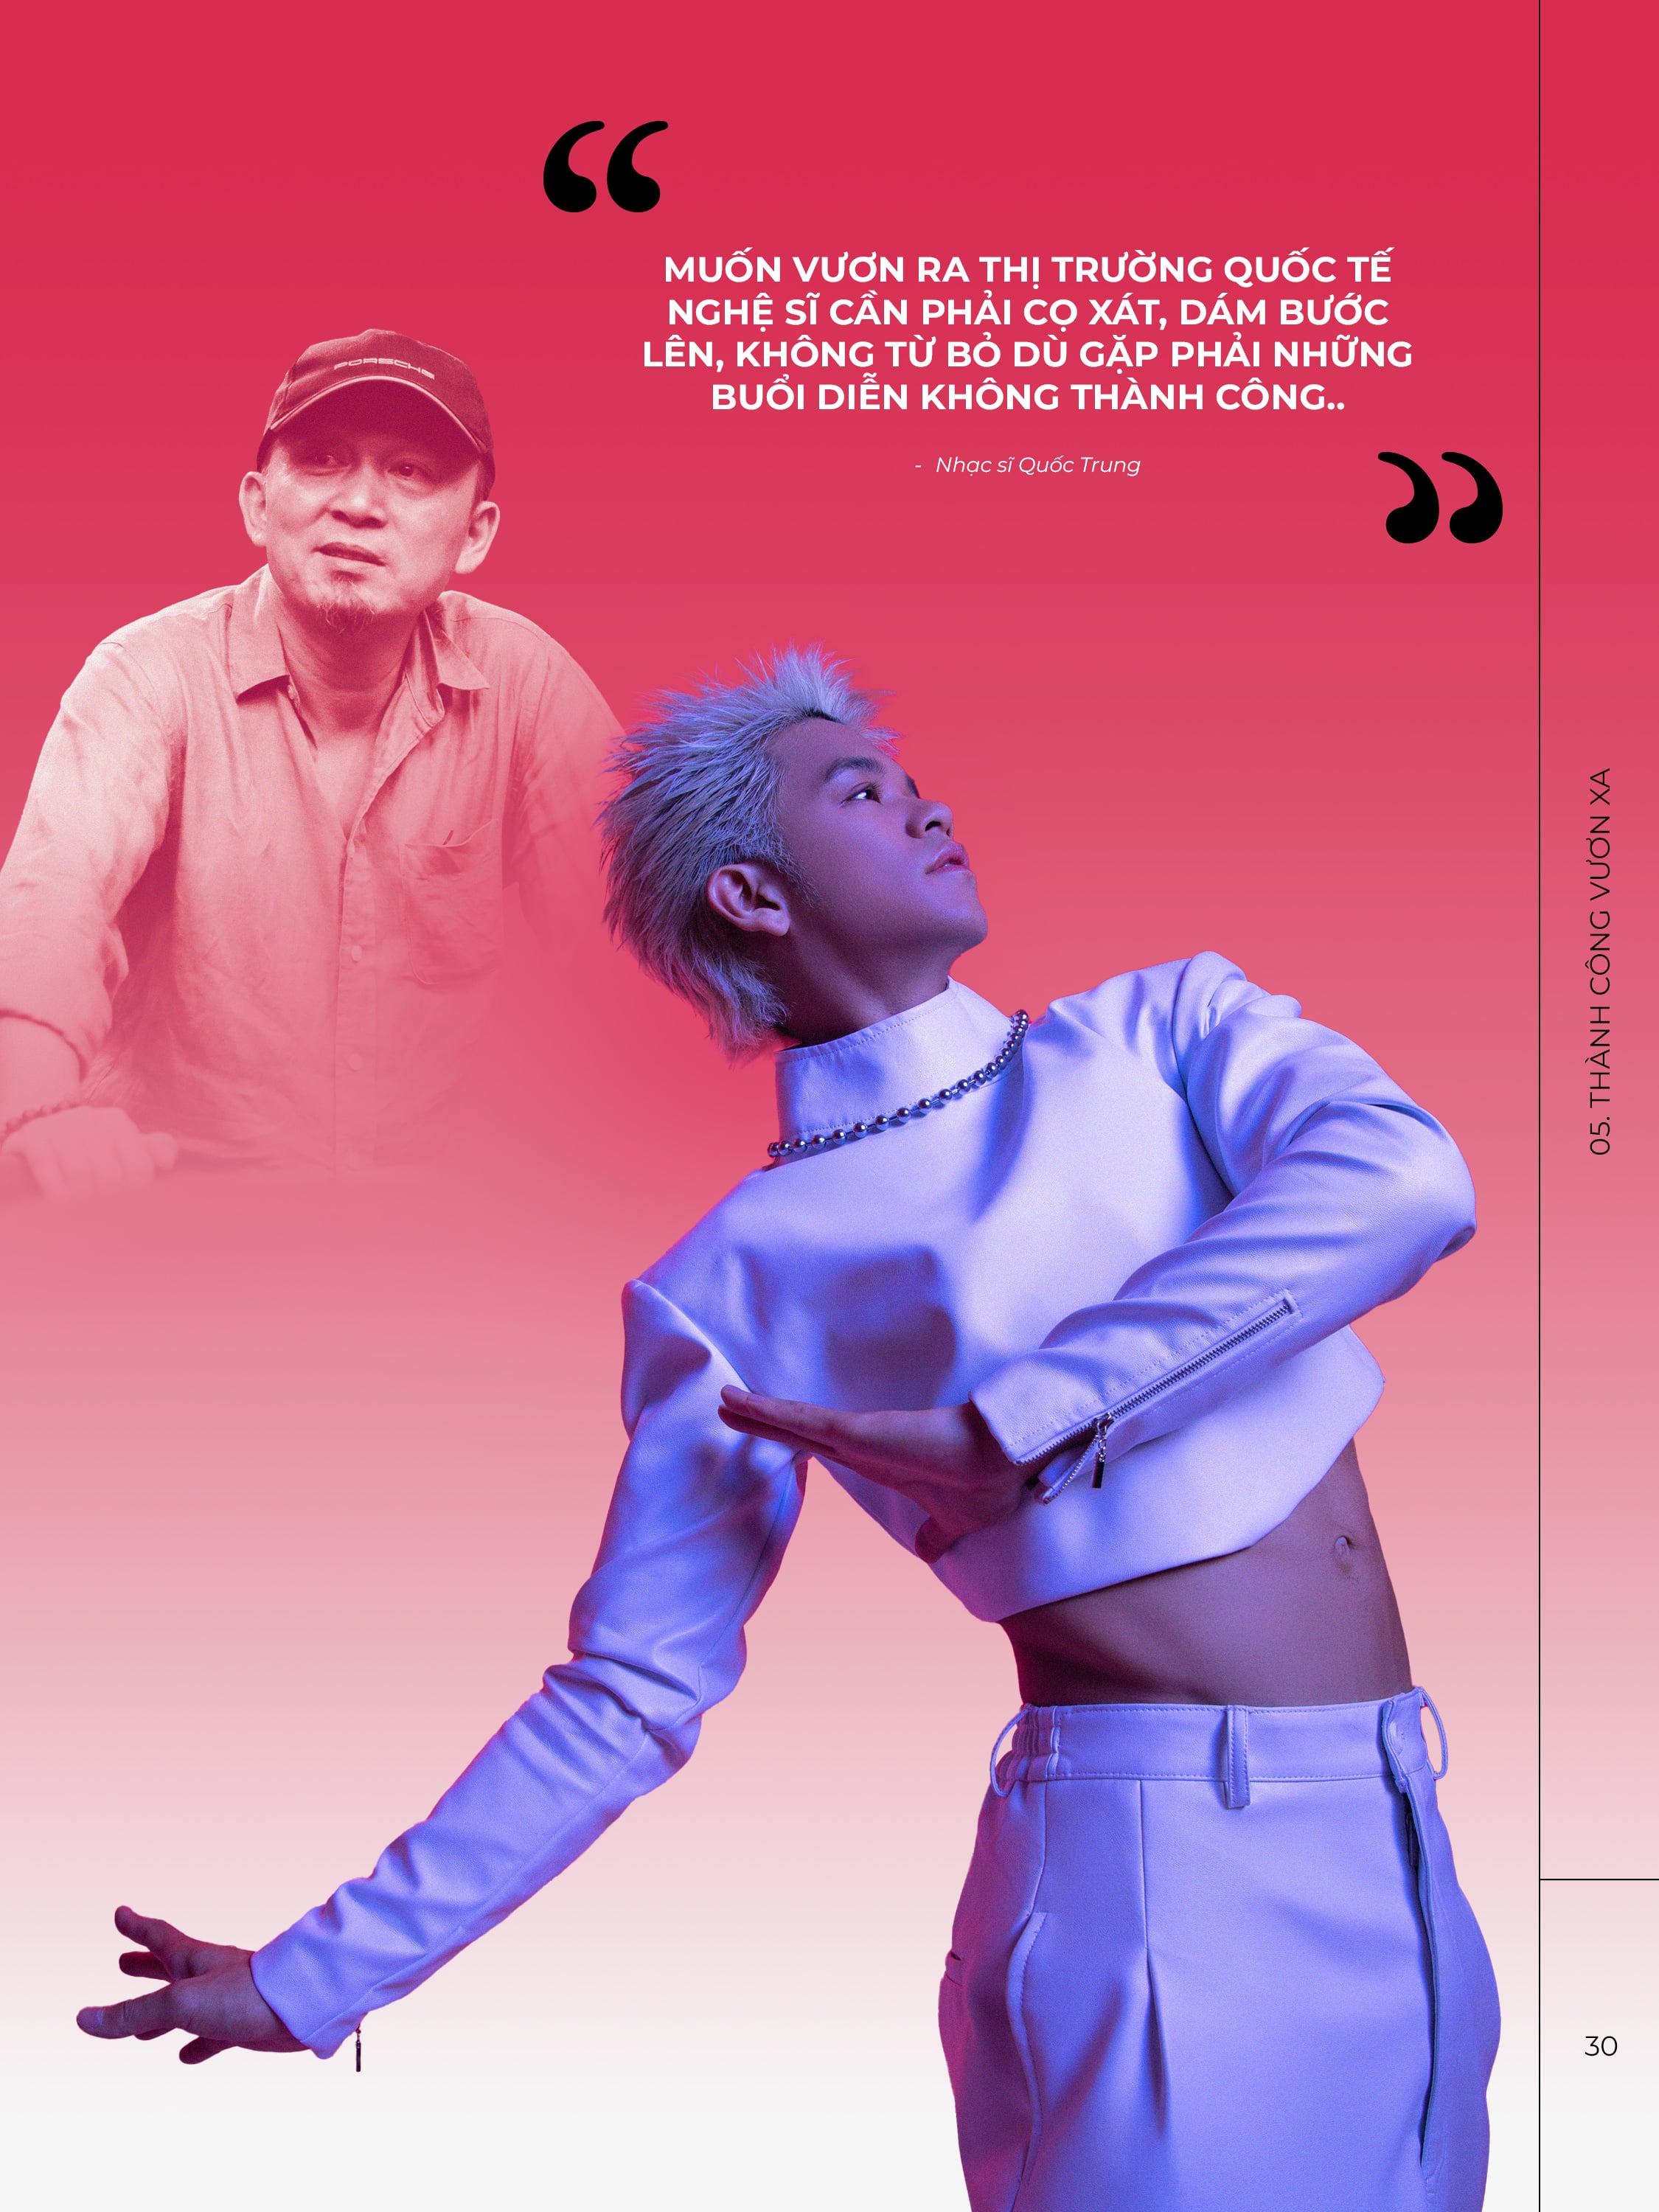 “
MUỐN VƯƠN RA THỊ TRƯỜNG QUỐC TẾ
NGHỆ SĨ CẦN PHẢI CỌ XÁT, DÁM BƯỚC
LÊN, KHÔNG TỪ BỎ DÙ GẶP PHẢI NHỮNG
BUỔI DIỄN KHÔNG THÀNH CÔNG..
- Nhạc sĩ Quốc Trung
”
PORSCHE
05. THÀNH CÔNG VƯƠN XA
30